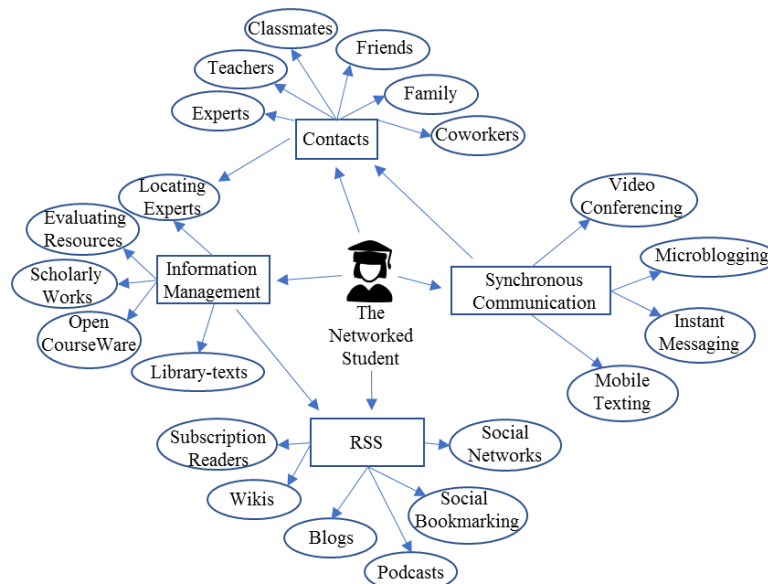 Classmates
Friends
Teachers
Family
Experts
Contacts
Coworkers
Locating
Experts
Video
Conferencing
Evaluating
Resources
Information
Management
Microblogging
Scholarly
Works
Synchronous
Communication
The
Networked
Student
Open
CourseWare
Instant
Messaging
Library-texts
Mobile
Texting
Subscription
Readers
RSS
Social
Networks
Wikis
Social
Bookmarking
Blogs
Podcasts